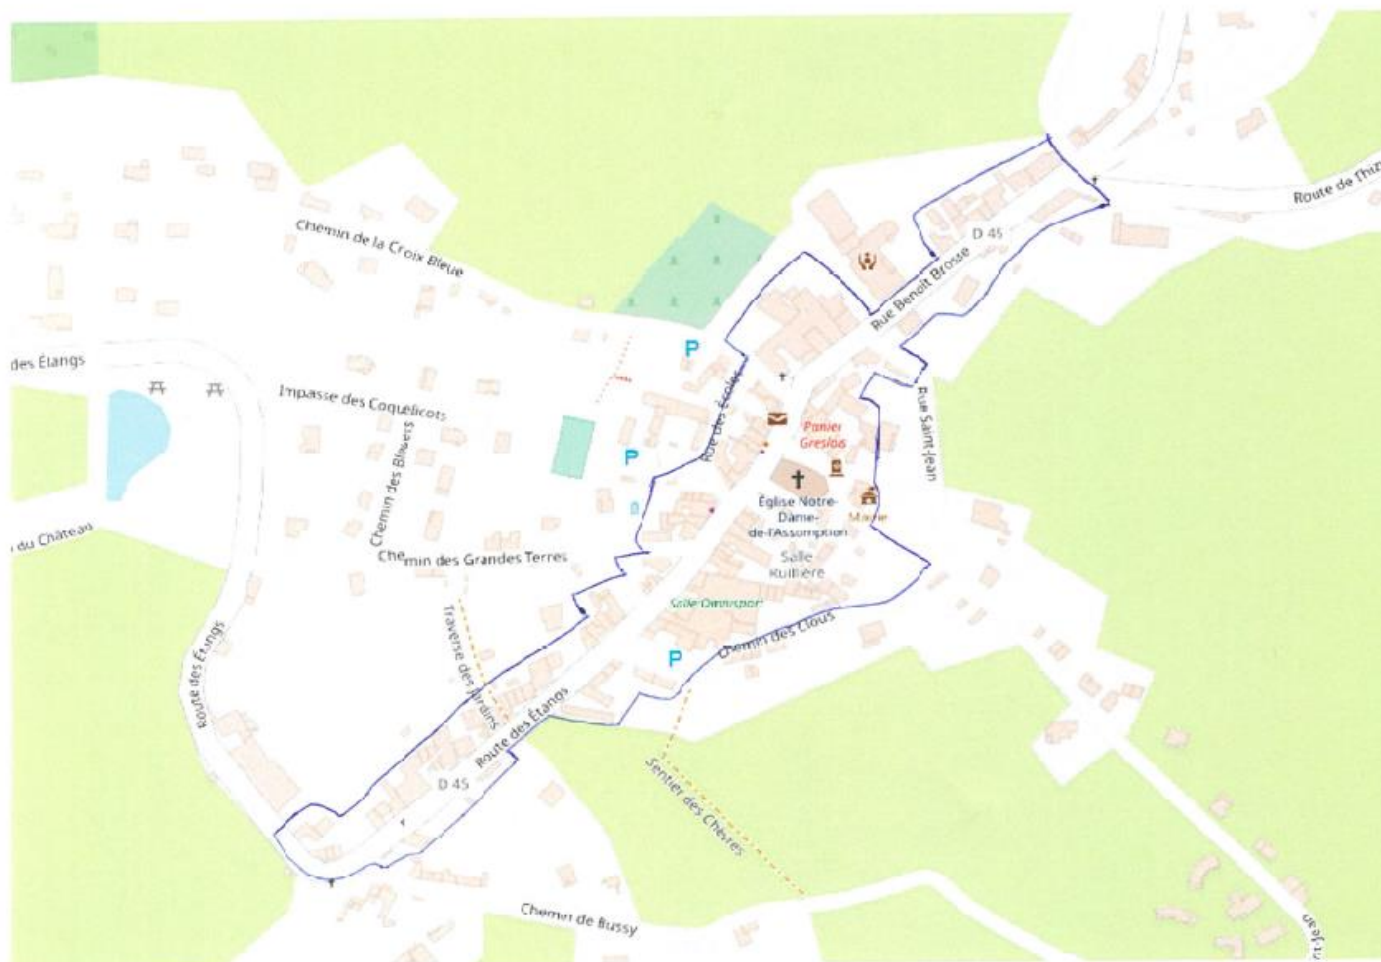 Route de Thiz
Chemin de la Croix Bleue
D 45
Rue Benoît Brosse
des Étangs
Impasse des Coquelicots
P
Rue des Écoles
Rue Saint-Jean
Panier
Greslois
Chemin des Bleuets
P
Église Notre-
Dame-
de-l'Assomption
Mairie
du Château
Chemin des Grandes Terres
Salle
Ruillière
Salle Omnisport
Traverse des Jardins
Chemin des Clous
Route des Étangs
P
Route des Étangs
D 45
Sentier des Chèvres
Chemin de Bussy
t-Jean